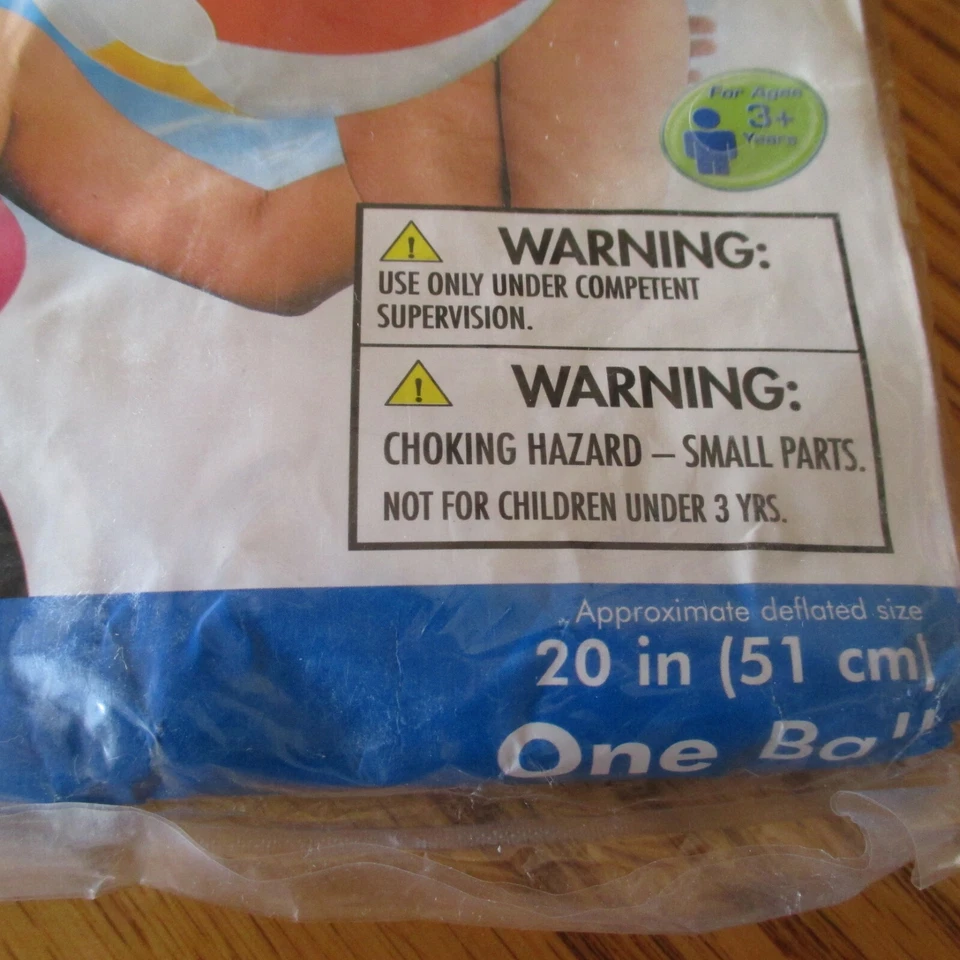 For Ages
3+
Years
WARNING:
USE ONLY UNDER COMPETENT
SUPERVISION.
WARNING:
CHOKING HAZARD – SMALL PARTS.
NOT FOR CHILDREN UNDER 3 YRS.
Approximate deflated size
20 in (51 cm)
One Ball